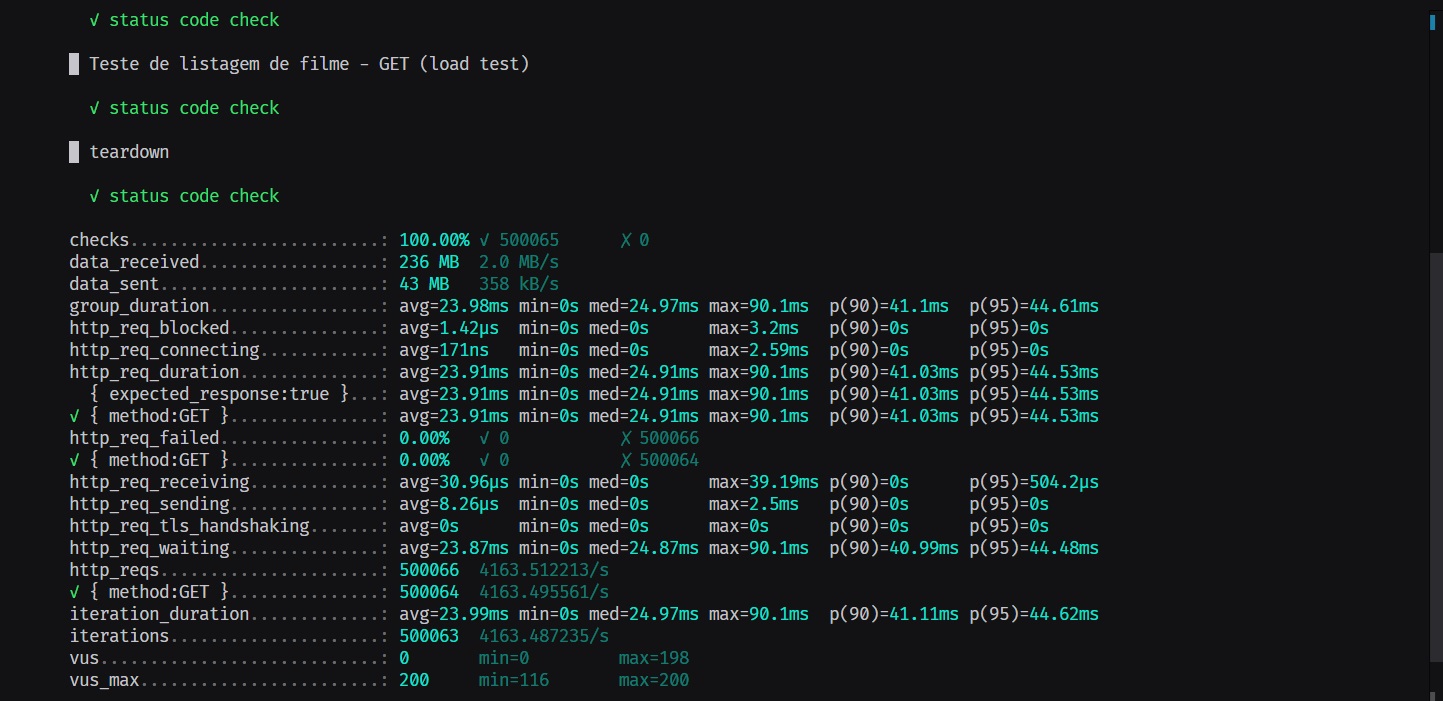 √ status code check
█ Teste de listagem de filme - GET (load test)
√ status code check
█ teardown
√ status code check
checks.........................: 100.00% √ 500065 ✗ 0
data_received..................: 236 MB 2.0 MB/s
data_sent......................: 43 MB 358 kB/s
group_duration.................: avg=23.98ms min=0s med=24.97ms max=90.1ms p(90)=41.1ms p(95)=44.61ms
http_req_blocked...............: avg=1.42µs min=0s med=0s max=3.2ms p(90)=0s p(95)=0s
http_req_connecting............: avg=171ns min=0s med=0s max=2.59ms p(90)=0s p(95)=0s
http_req_duration..............: avg=23.91ms min=0s med=24.91ms max=90.1ms p(90)=41.03ms p(95)=44.53ms
{ expected_response:true }...: avg=23.91ms min=0s med=24.91ms max=90.1ms p(90)=41.03ms p(95)=44.53ms
√ { method:GET }...............: avg=23.91ms min=0s med=24.91ms max=90.1ms p(90)=41.03ms p(95)=44.53ms
http_req_failed................: 0.00% √ 0 ✗ 500066
√ { method:GET }...............: 0.00% √ 0 ✗ 500064
http_req_receiving.............: avg=30.96µs min=0s med=0s max=39.19ms p(90)=0s p(95)=504.2µs
http_req_sending...............: avg=8.26µs min=0s med=0s max=2.5ms p(90)=0s p(95)=0s
http_req_tls_handshaking.......: avg=0s min=0s med=0s max=0s p(90)=0s p(95)=0s
http_req_waiting...............: avg=23.87ms min=0s med=24.87ms max=90.1ms p(90)=40.99ms p(95)=44.48ms
http_reqs......................: 500066 4163.512213/s
√ { method:GET }...............: 500064 4163.495561/s
iteration_duration.............: avg=23.99ms min=0s med=24.97ms max=90.1ms p(90)=41.11ms p(95)=44.62ms
iterations.....................: 500063 4163.487235/s
vus............................: 0 min=0 max=198
vus_max........................: 200 min=116 max=200